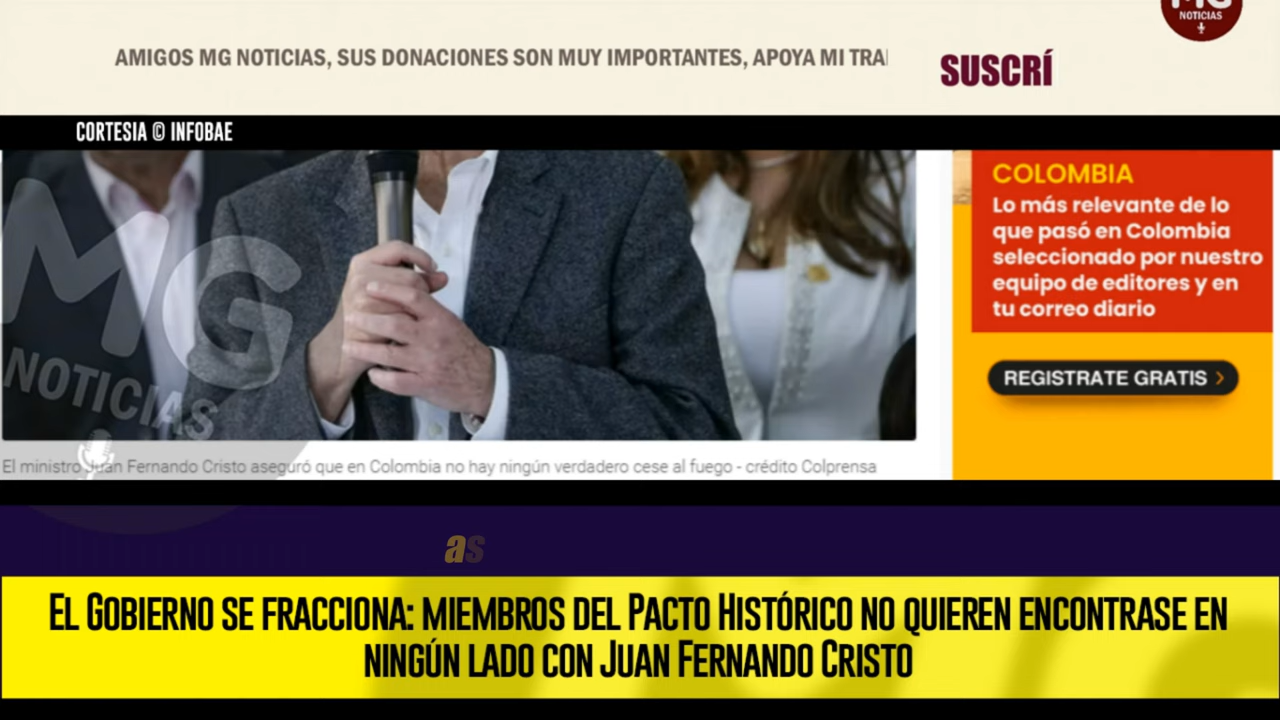 MG
NOTICIAS
AMIGOS MG NOTICIAS, SUS DONACIONES SON MUY IMPORTANTES, APOYA MI TRA
SUSCRÍ
CORTESIA © INFOBAE
MG
NOTICIAS
COLOMBIA
Lo más relevante de lo
que pasó en Colombia
seleccionado por nuestro
equipo de editores y en
tu correo diario
REGISTRATE GRATIS >
El ministro Juan Fernando Cristo aseguró que en Colombia no hay ningún verdadero cese al fuego - crédito Colprensa
as
EL GOBIERNO SE FRACCIONA: MIEMBROS DEL PACTO HISTÓRICO NO QUIEREN ENCONTRASE EN
NINGÚN LADO CON JUAN FERNANDO CRISTO